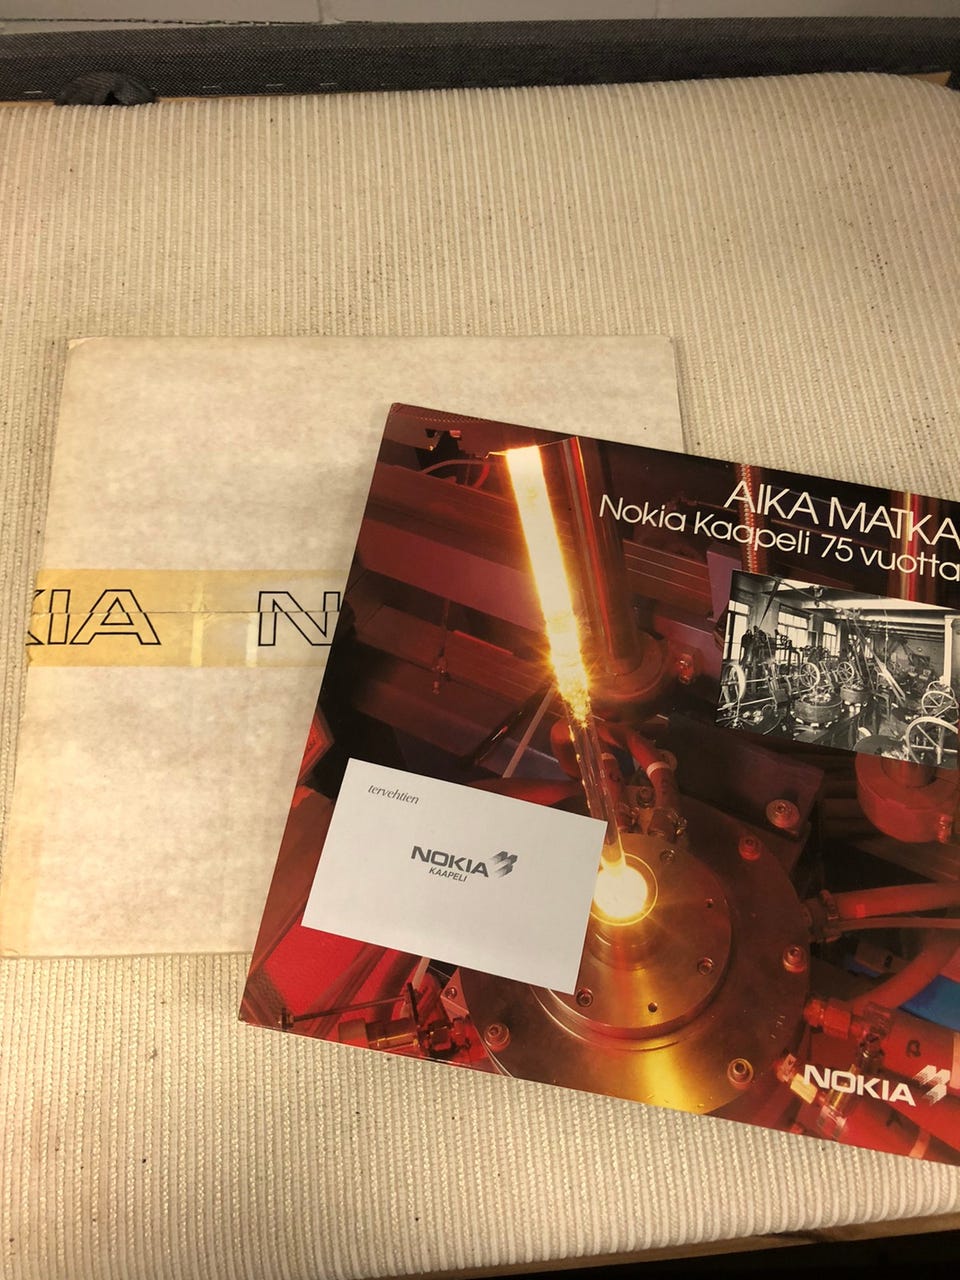 AIKA MATKA
Nokia Kaapeli 75 vuotta
KIA N
tervehtien
NOKIA
KAAPELI
NOKIA